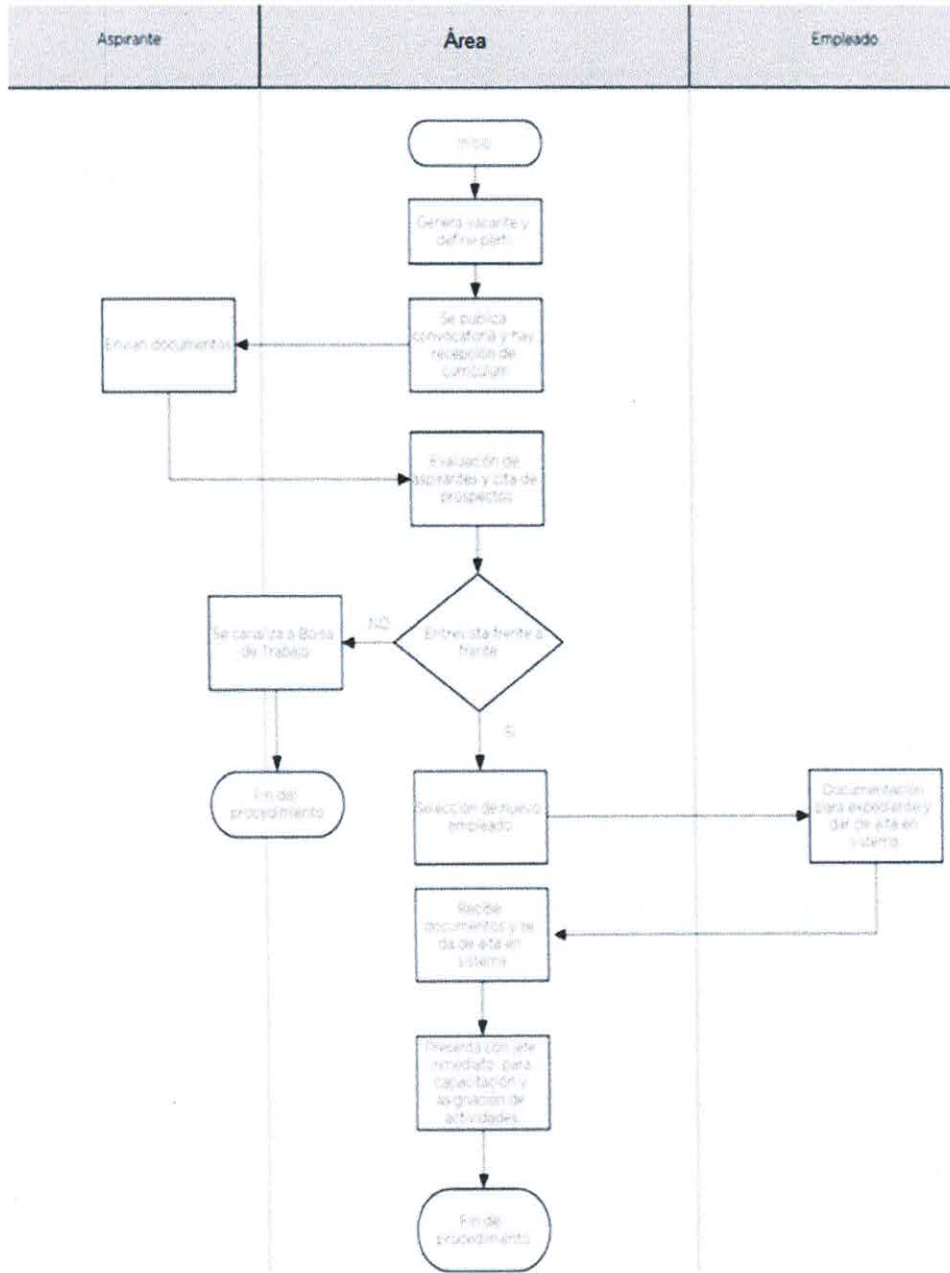 Aspirante
Área
Empleado
Inicio
Genera vacante y
define perfil
Se publica
convocatoria y hay
recepción de
curriculum
Envían documentos
Evaluación de
aspirantes y cita de
prospectos
Entrevista frente a
frente
NO
Se canaliza a Bolsa
de Trabajo
SI
Fin del
procedimiento
Selección de nuevo
empleado
Documentación
para expediente y
dar de alta en
sistema
Recibe
documentos y se
da de alta en
sistema
Presenta con jefe
inmediato para
capacitación y
asignación de
actividades
Fin de
procedimiento